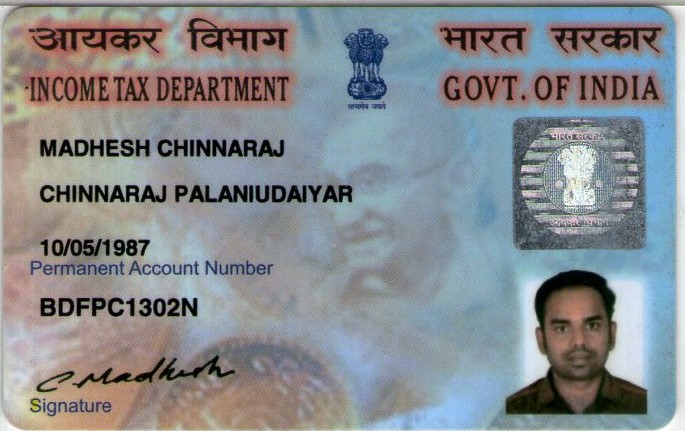 आयकर विभाग
भारत सरकार
INCOME TAX DEPARTMENT
सत्यमेव जयते
GOVT. OF INDIA
MADHESH CHINNARAJ
भारत सरकार
CHINNARAJ PALANIUDAIYAR
10/05/1987
Permanent Account Number
BDFPC1302N
C. Madhesh
Signature